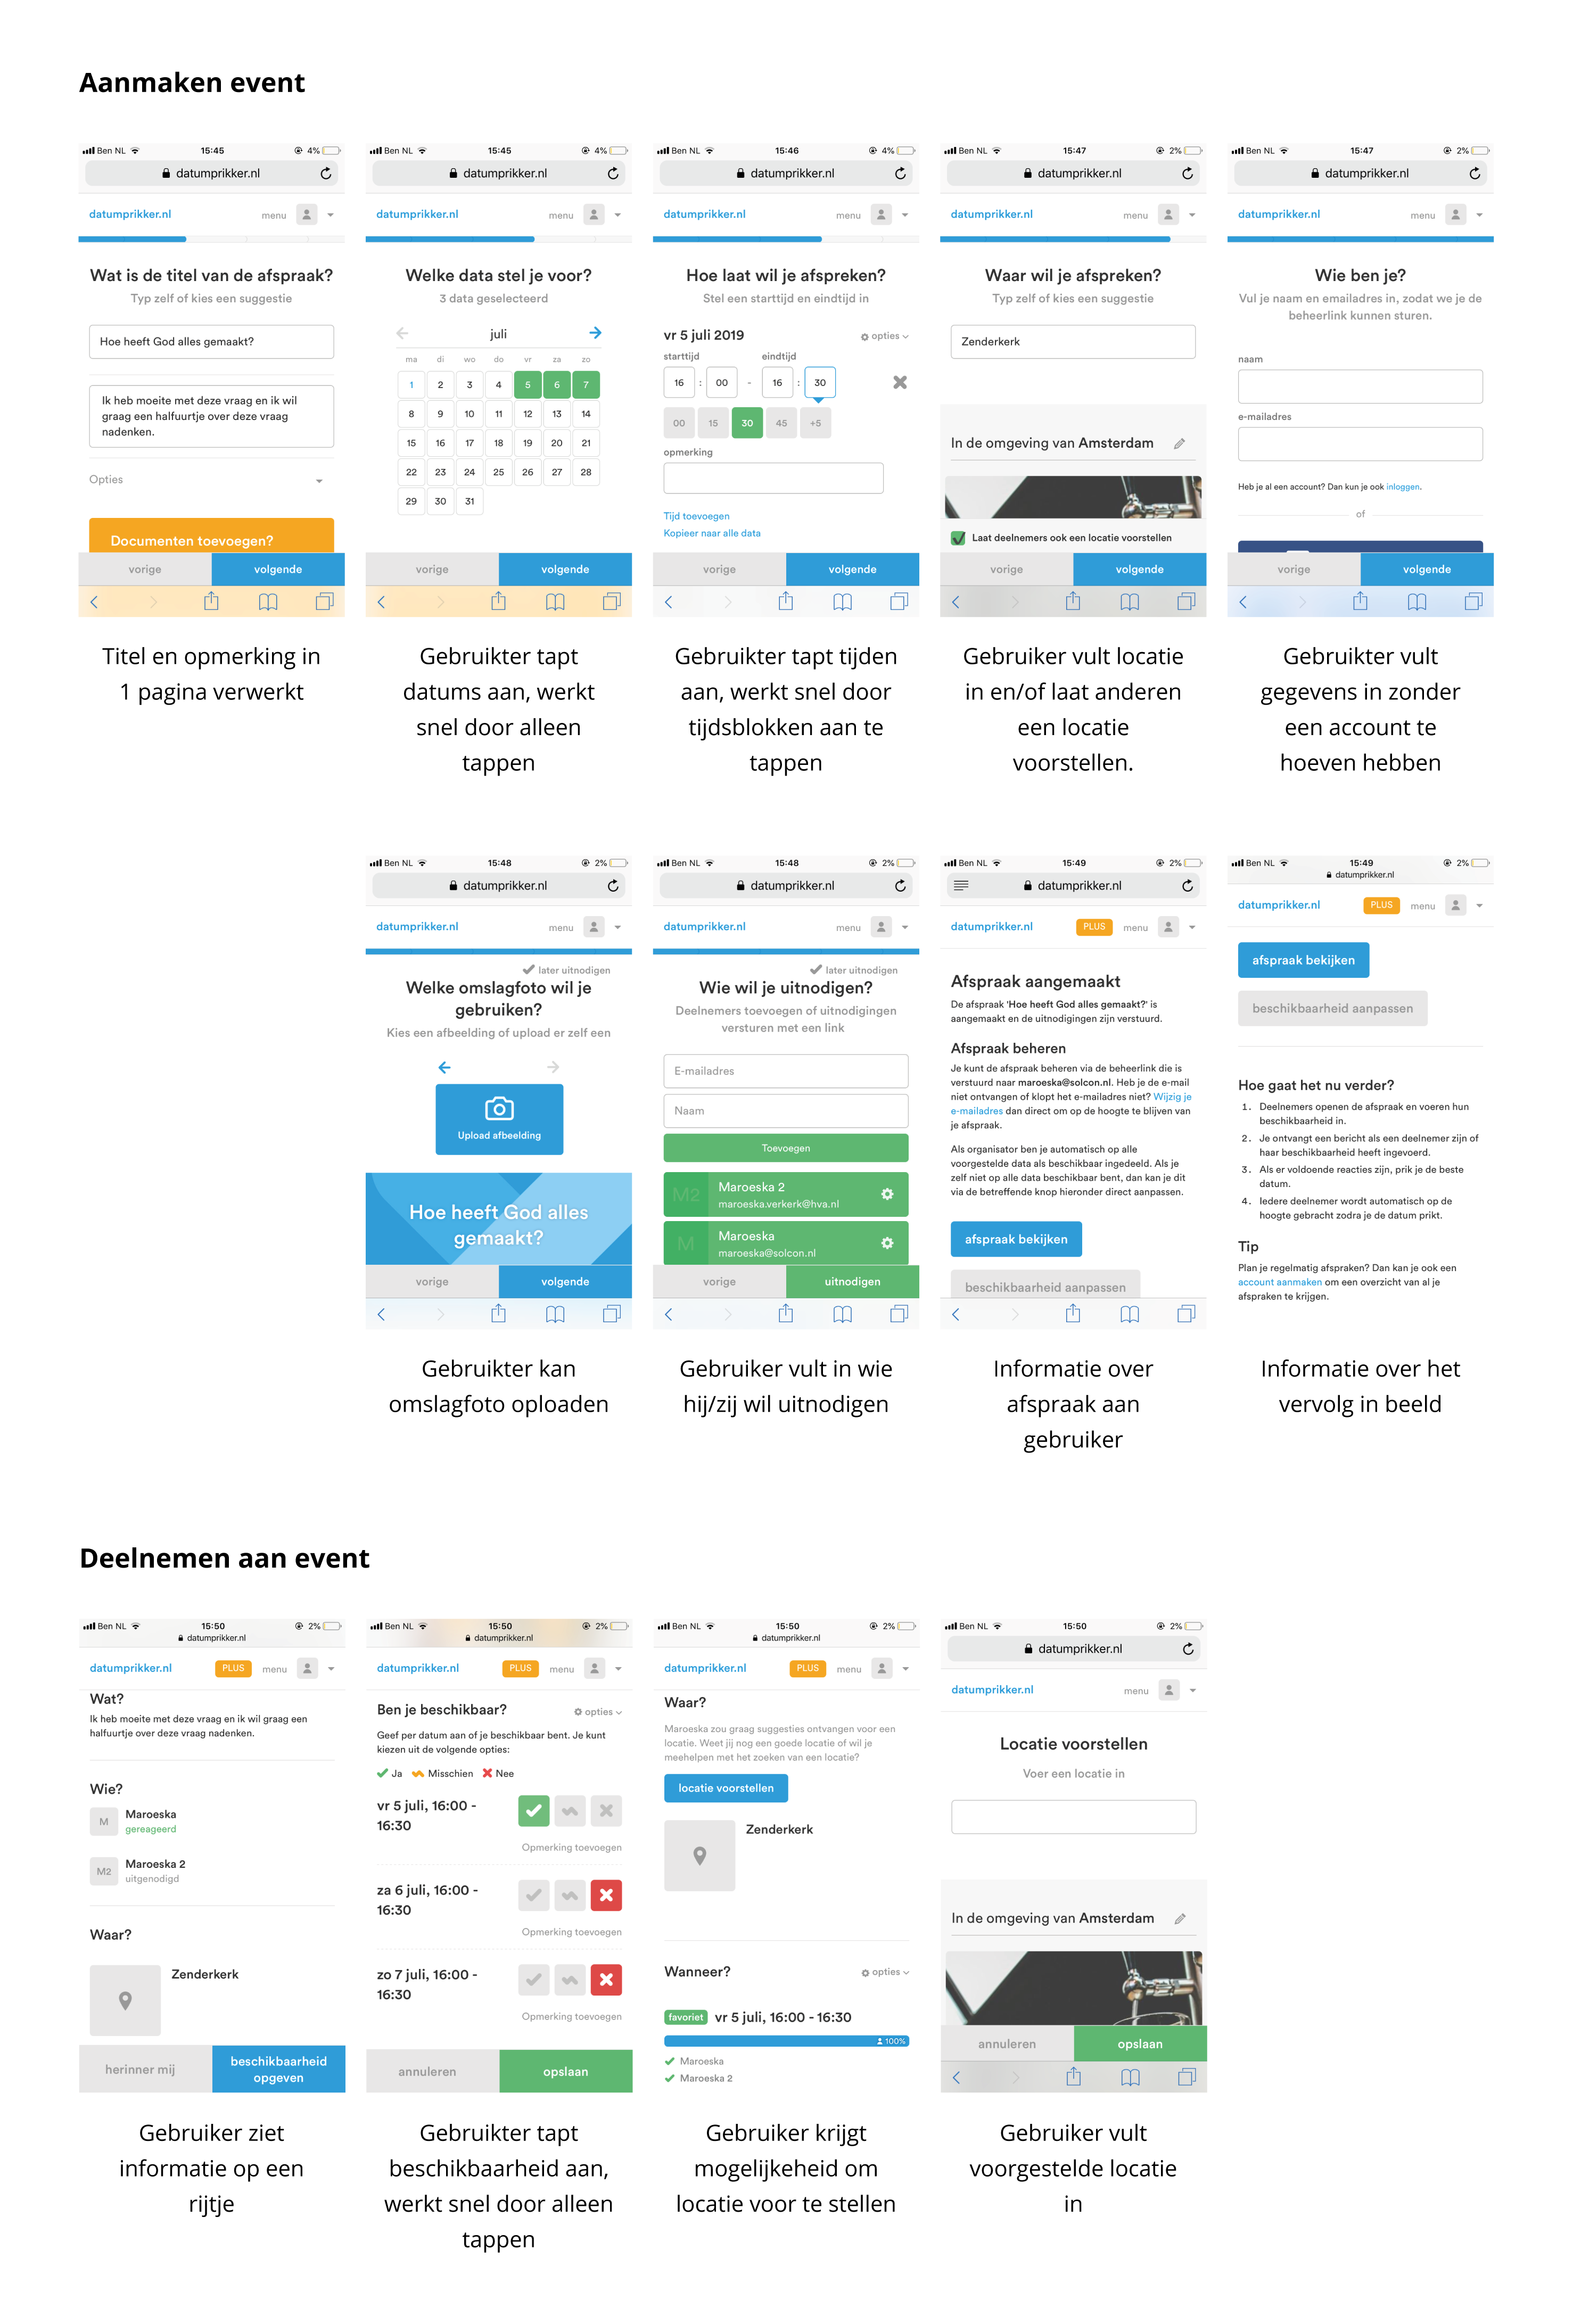 Aanmaken event
Ben NL 15:45 4%
datumprikker.nl
datumprikker.nl menu
Wat is de titel van de afspraak?
Typ zelf of kies een suggestie
Hoe heeft God alles gemaakt?
Ik heb moeite met deze vraag en ik wil
graag een halfuurtje over deze vraag
nadenken.
Opties
Documenten toevoegen?
vorige volgende
Titel en opmerking in
1 pagina verwerkt
Ben NL 15:45 4%
datumprikker.nl
datumprikker.nl menu
Welke data stel je voor?
3 data geselecteerd
juli
ma di wo do vr za zo
1 2 3 4 5 6 7
8 9 10 11 12 13 14
15 16 17 18 19 20 21
22 23 24 25 26 27 28
29 30 31
vorige volgende
Gebruikter tapt
datums aan, werkt
snel door alleen
tappen
Ben NL 15:46 4%
datumprikker.nl
datumprikker.nl menu
Hoe laat wil je afspreken?
Stel een starttijd en eindtijd in
vr 5 juli 2019 opties
starttijd eindtijd
16 : 00 - 16 : 30
00 15 30 45 +5
opmerking
Tijd toevoegen
Kopieer naar alle data
vorige volgende
Gebruikter tapt tijden
aan, werkt snel door
tijdsblokken aan te
tappen
Ben NL 15:47 2%
datumprikker.nl
datumprikker.nl menu
Waar wil je afspreken?
Typ zelf of kies een suggestie
Zenderkerk
In de omgeving van Amsterdam
Laat deelnemers ook een locatie voorstellen
vorige volgende
Gebruiker vult locatie
in en/of laat anderen
een locatie
voorstellen.
Ben NL 15:47 2%
datumprikker.nl
datumprikker.nl menu
Wie ben je?
Vul je naam en emailadres in, zodat we je de
beheerlink kunnen sturen.
naam
e-mailadres
Heb je al een account? Dan kun je ook inloggen.
of
vorige volgende
Gebruikter vult
gegevens in zonder
een account te
hoeven hebben
Ben NL 15:48 2%
datumprikker.nl
datumprikker.nl menu
later uitnodigen
Welke omslagfoto wil je
gebruiken?
Kies een afbeelding of upload er zelf een
Upload afbeelding
Hoe heeft God alles
gemaakt?
vorige volgende
Gebruikter kan
omslagfoto oploaden
Ben NL 15:48 2%
datumprikker.nl
datumprikker.nl menu
later uitnodigen
Wie wil je uitnodigen?
Deelnemers toevoegen of uitnodigingen
versturen met een link
E-mailadres
Naam
Toevoegen
M2 Maroeska 2
maroeska.verkerk@hva.nl
M Maroeska
maroeska@solcon.nl
vorige uitnodigen
Gebruiker vult in wie
hij/zij wil uitnodigen
Ben NL 15:49 2%
datumprikker.nl
datumprikker.nl PLUS menu
Afspraak aangemaakt
De afspraak 'Hoe heeft God alles gemaakt?' is
aangemaakt en de uitnodigingen zijn verstuurd.
Afspraak beheren
Je kunt de afspraak beheren via de beheerlink die is
verstuurd naar maroeska@solcon.nl. Heb je de e-mail
niet ontvangen of klopt het e-mailadres niet? Wijzig je
e-mailadres dan direct om op de hoogte te blijven van
je afspraak.
Als organisator ben je automatisch op alle
voorgestelde data als beschikbaar ingedeeld. Als je
zelf niet op alle data beschikbaar bent, dan kan je dit
via de betreffende knop hieronder direct aanpassen.
afspraak bekijken
beschikbaarheid aanpassen
Informatie over
afspraak aan
gebruiker
Ben NL 15:49 2%
datumprikker.nl
datumprikker.nl PLUS menu
afspraak bekijken
beschikbaarheid aanpassen
Hoe gaat het nu verder?
1. Deelnemers openen de afspraak en voeren hun
beschikbaarheid in.
2. Je ontvangt een bericht als een deelnemer zijn of
haar beschikbaarheid heeft ingevoerd.
3. Als er voldoende reacties zijn, prik je de beste
datum.
4. Iedere deelnemer wordt automatisch op de
hoogte gebracht zodra je de datum prikt.
Tip
Plan je regelmatig afspraken? Dan kan je ook een
account aanmaken om een overzicht van al je
afspraken te krijgen.
Informatie over het
vervolg in beeld
Deelnemen aan event
Ben NL 15:50 2%
datumprikker.nl
datumprikker.nl PLUS menu
Wat?
Ik heb moeite met deze vraag en ik wil graag een
halfuurtje over deze vraag nadenken.
Wie?
M Maroeska
gereageerd
M2 Maroeska 2
uitgenodigd
Waar?
Zenderkerk
herinner mij beschikbaarheid
opgeven
Gebruiker ziet
informatie op een
rijtje
Ben NL 15:50 2%
datumprikker.nl
datumprikker.nl PLUS menu
Ben je beschikbaar? opties
Geef per datum aan of je beschikbaar bent. Je kunt
kiezen uit de volgende opties:
Ja Misschien Nee
vr 5 juli, 16:00 -
16:30
Opmerking toevoegen
za 6 juli, 16:00 -
16:30
Opmerking toevoegen
zo 7 juli, 16:00 -
16:30
Opmerking toevoegen
annuleren opslaan
Gebruikter tapt
beschikbaarheid aan,
werkt snel door alleen
tappen
Ben NL 15:50 2%
datumprikker.nl
datumprikker.nl PLUS menu
Waar?
Maroeska zou graag suggesties ontvangen voor een
locatie. Weet jij nog een goede locatie of wil je
meehelpen met het zoeken van een locatie?
locatie voorstellen
Zenderkerk
Wanneer? opties
favoriet vr 5 juli, 16:00 - 16:30
100%
Maroeska
Maroeska 2
Gebruiker krijgt
mogelijkeheid om
locatie voor te stellen
Ben NL 15:50 2%
datumprikker.nl
datumprikker.nl menu
Locatie voorstellen
Voer een locatie in
In de omgeving van Amsterdam
annuleren opslaan
Gebruiker vult
voorgestelde locatie
in